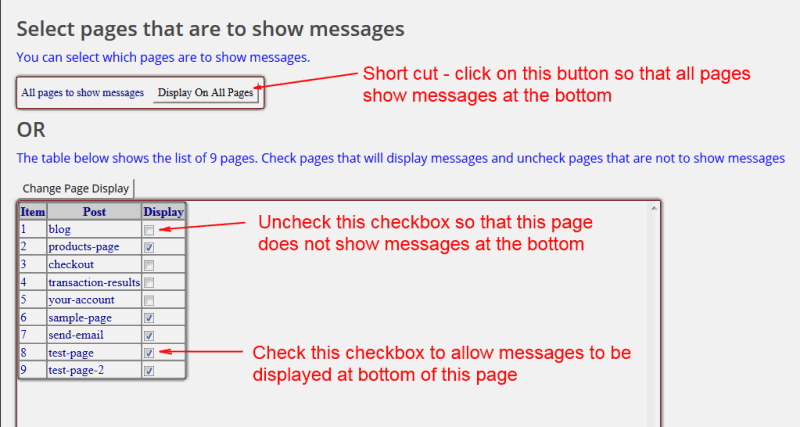 Select pages that are to show messages
You can select which pages are to show messages.
All pages to show messages Display On All Pages
Short cut - click on this button so that all pages
show messages at the bottom
OR
The table below shows the list of 9 pages. Check pages that will display messages and uncheck pages that are not to show messages
Change Page Display
Item Post Display
1 blog
2 products-page
3 checkout
4 transaction-results
5 your-account
6 sample-page
7 send-email
8 test-page
9 test-page-2
Uncheck this checkbox so that this page
does not show messages at the bottom
Check this checkbox to allow messages to be
displayed at bottom of this page